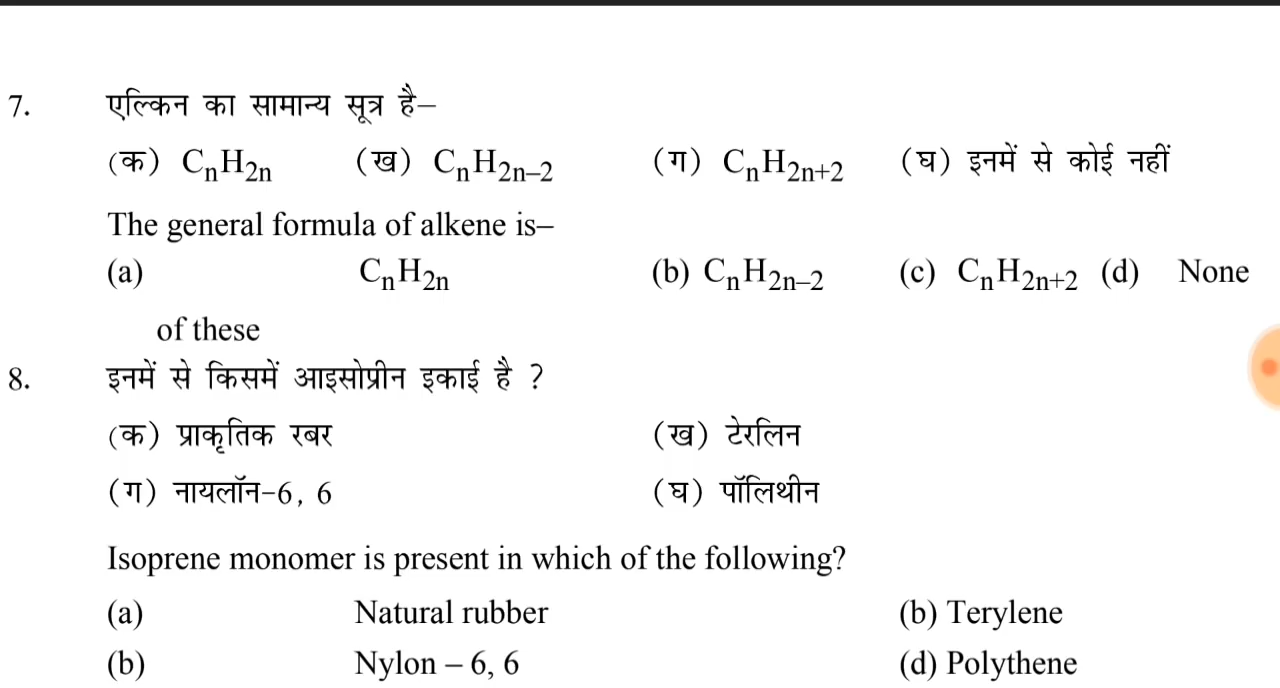 7. एल्किन का सामान्य सूत्र है–
(क) CnH2n (ख) CnH2n–2 (ग) CnH2n+2 (घ) इनमें से कोई नहीं
The general formula of alkene is–
(a) CnH2n (b) CnH2n–2 (c) CnH2n+2 (d) None
of these
8. इनमें से किसमें आइसोप्रीन इकाई है ?
(क) प्राकृतिक रबर (ख) टेरलिन
(ग) नायलॉन-6, 6 (घ) पॉलिथीन
Isoprene monomer is present in which of the following?
(a) Natural rubber (b) Terylene
(b) Nylon – 6, 6 (d) Polythene